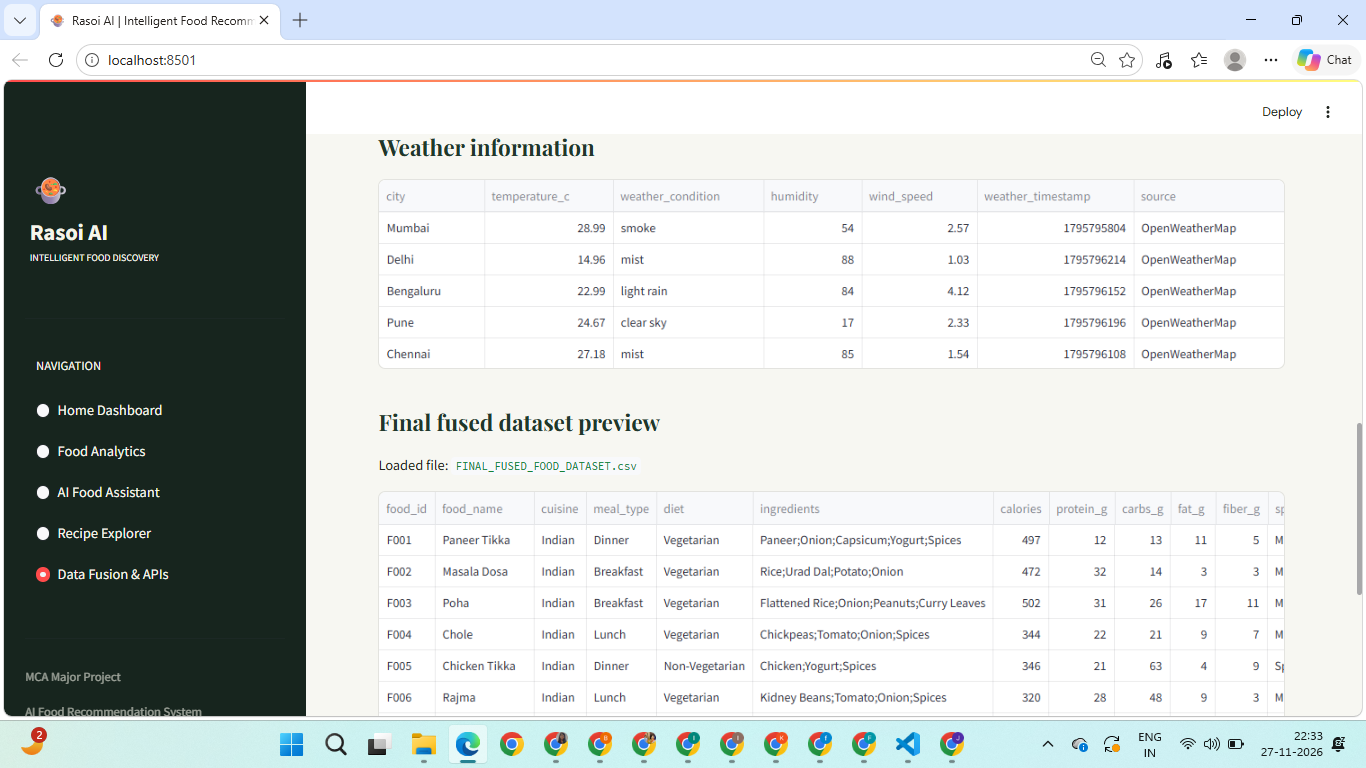 Rasoi AI | Intelligent Food Recomm
localhost:8501
Chat
Deploy
Rasoi AI
INTELLIGENT FOOD DISCOVERY
NAVIGATION
Home Dashboard
Food Analytics
AI Food Assistant
Recipe Explorer
Data Fusion & APIs
MCA Major Project
AI Food Recommendation System
Weather information
city temperature_c weather_condition humidity wind_speed weather_timestamp source
Mumbai 28.99 smoke 54 2.57 1795795804 OpenWeatherMap
Delhi 14.96 mist 88 1.03 1795796214 OpenWeatherMap
Bengaluru 22.99 light rain 84 4.12 1795796152 OpenWeatherMap
Pune 24.67 clear sky 17 2.33 1795796196 OpenWeatherMap
Chennai 27.18 mist 85 1.54 1795796108 OpenWeatherMap
Final fused dataset preview
Loaded file: FINAL_FUSED_FOOD_DATASET.csv
food_id food_name cuisine meal_type diet ingredients calories protein_g carbs_g fat_g fiber_g sp
F001 Paneer Tikka Indian Dinner Vegetarian Paneer;Onion;Capsicum;Yogurt;Spices 497 12 13 11 5 M
F002 Masala Dosa Indian Breakfast Vegetarian Rice;Urad Dal;Potato;Onion 472 32 14 3 3 M
F003 Poha Indian Breakfast Vegetarian Flattened Rice;Onion;Peanuts;Curry Leaves 502 31 26 17 11 M
F004 Chole Indian Lunch Vegetarian Chickpeas;Tomato;Onion;Spices 344 22 21 9 7 M
F005 Chicken Tikka Indian Dinner Non-Vegetarian Chicken;Yogurt;Spices 346 21 63 4 9 Sp
F006 Rajma Indian Lunch Vegetarian Kidney Beans;Tomato;Onion;Spices 320 28 48 9 3 M
2
ENG
IN
22:33
27-11-2026